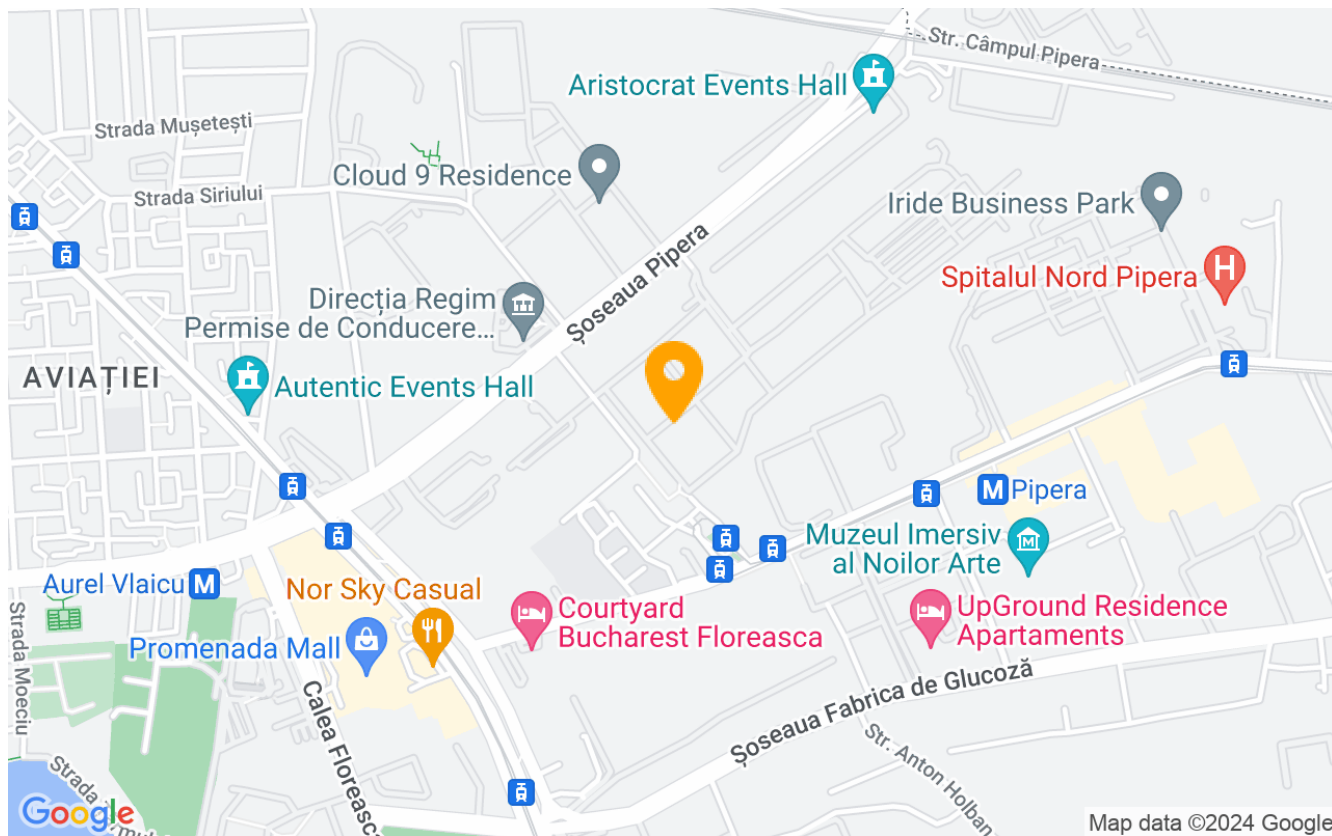 Str. Câmpul Pipera
Aristocrat Events Hall
Strada Mușetești
Cloud 9 Residence
Strada Siriului
Iride Business Park
Șoseaua Pipera
Spitalul Nord Pipera
H
Direcția Regim
Permise de Conducere...
AVIAȚIEI
Autentic Events Hall
M Pipera
Muzeul Imersiv
al Noilor Arte
M
Aurel Vlaicu M
Nor Sky Casual
Courtyard
Bucharest Floreasca
UpGround Residence
Apartaments
Strada Moeciu
Promenada Mall
Calea Floreasca
Șoseaua Fabrica de Glucoză
Str. Anton Holban
Strada
Google
Map data ©2024 Google